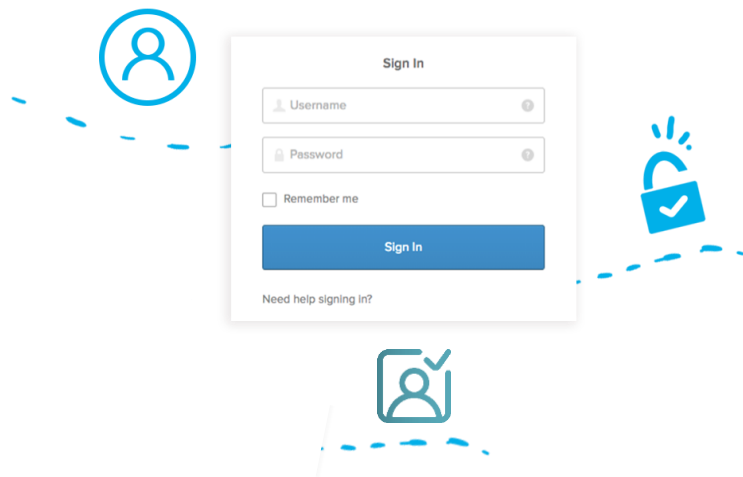 Sign In
Username
?
Password
?
Remember me
Sign In
Need help signing in?